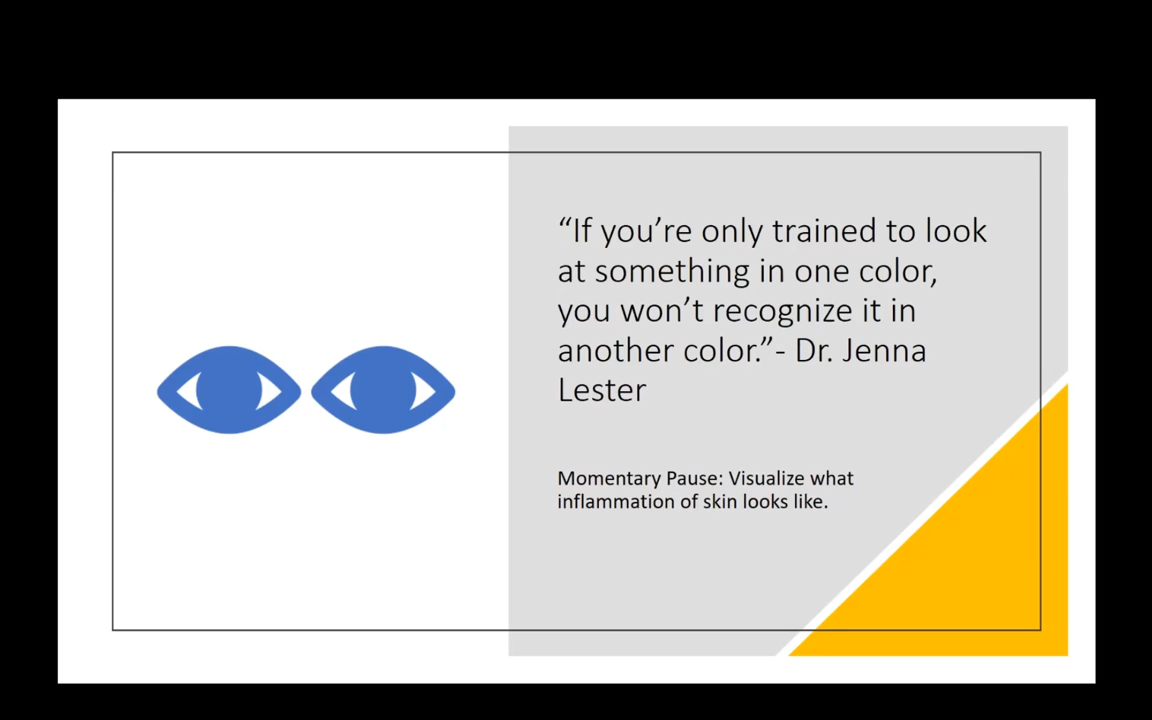 “If you’re only trained to look
at something in one color,
you won’t recognize it in
another color.”- Dr. Jenna
Lester
Momentary Pause: Visualize what
inflammation of skin looks like.